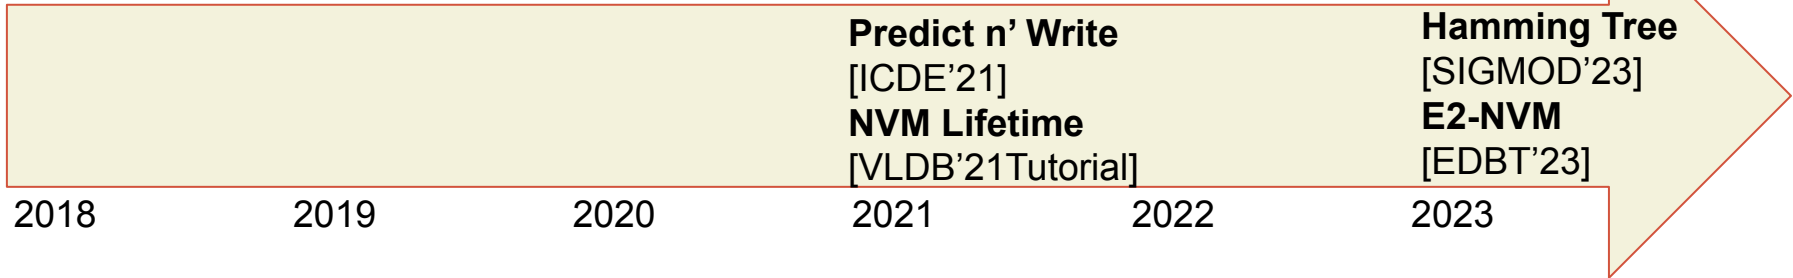 Predict n’ Write
[ICDE’21]
NVM Lifetime
[VLDB’21Tutorial]
Hamming Tree
[SIGMOD’23]
E2-NVM
[EDBT’23]
2018 2019 2020 2021 2022 2023